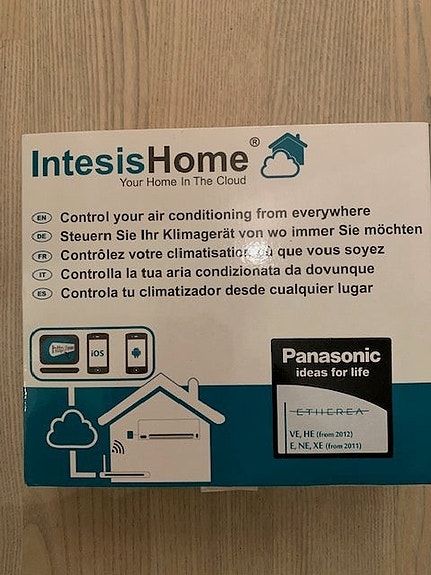 IntesisHome®
Your Home In The Cloud
EN Control your air conditioning from everywhere
DE Steuern Sie Ihr Klimagerät von wo immer Sie möchten
FR Contrôlez votre climatisation où que vous soyez
IT Controlla la tua aria condizionata da dovunque
ES Controla tu climatizador desde cualquier lugar
iOS
Panasonic
ideas for life
ETHEREA
VE, HE (from 2012)
E, NE, XE (from 2011)